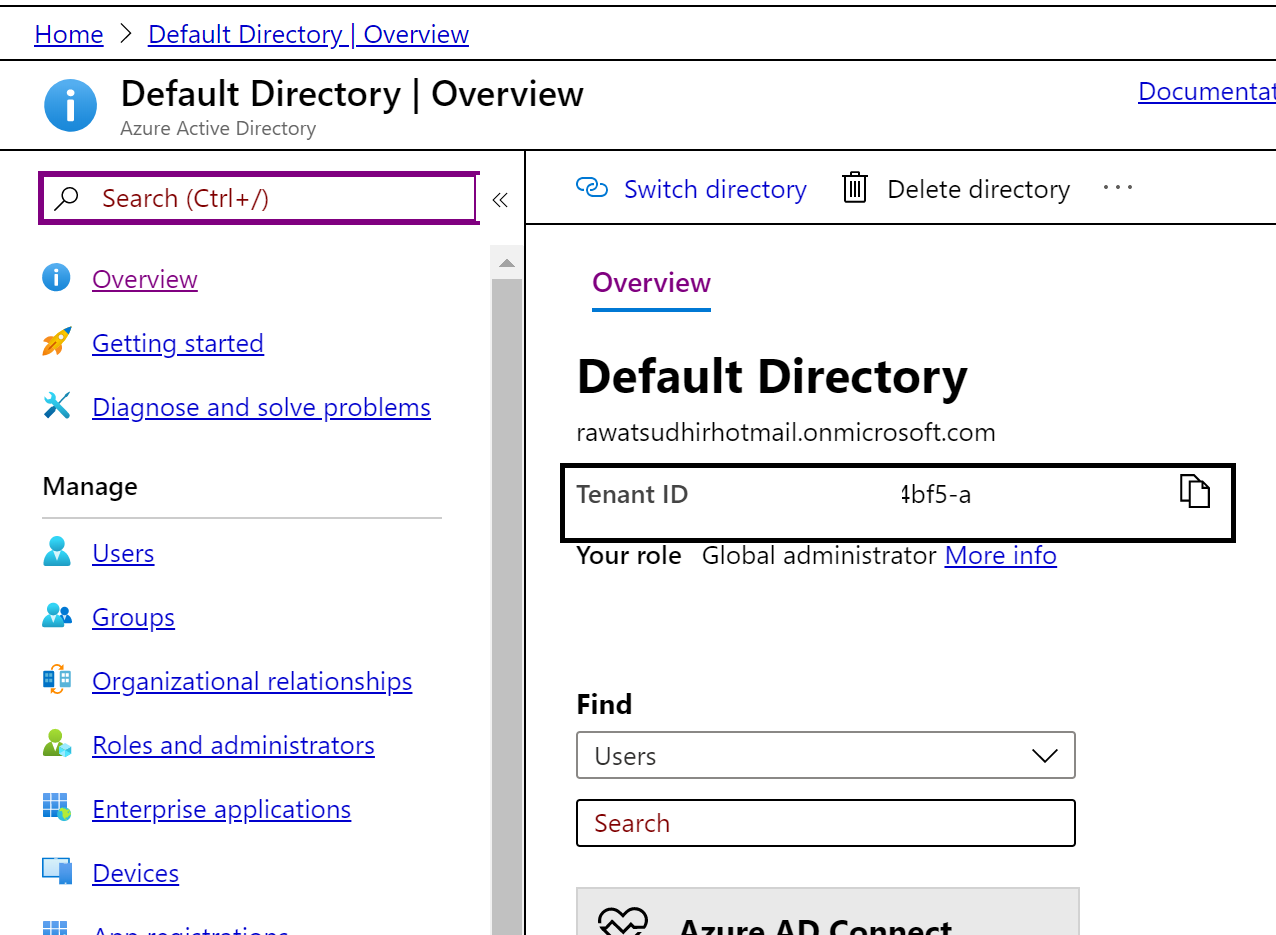 Home > Default Directory | Overview
Default Directory | Overview
Azure Active Directory
Documentat
Search (Ctrl+/)
«
Overview
Getting started
Diagnose and solve problems
Manage
Users
Groups
Organizational relationships
Roles and administrators
Enterprise applications
Devices
App registrations
Switch directory
Delete directory
...
Overview
Default Directory
rawatsudhirhotmail.onmicrosoft.com
Tenant ID 4bf5-a
Your role Global administrator More info
Find
Users
Search
Azure AD Connect